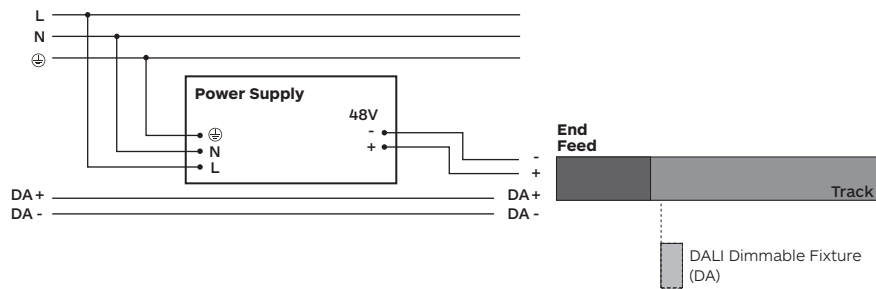 L
N
Power Supply
48V
-
+
N
L
End
Feed
-
+
DA+
DA -
DA+
DA -
Track
DALI Dimmable Fixture
(DA)